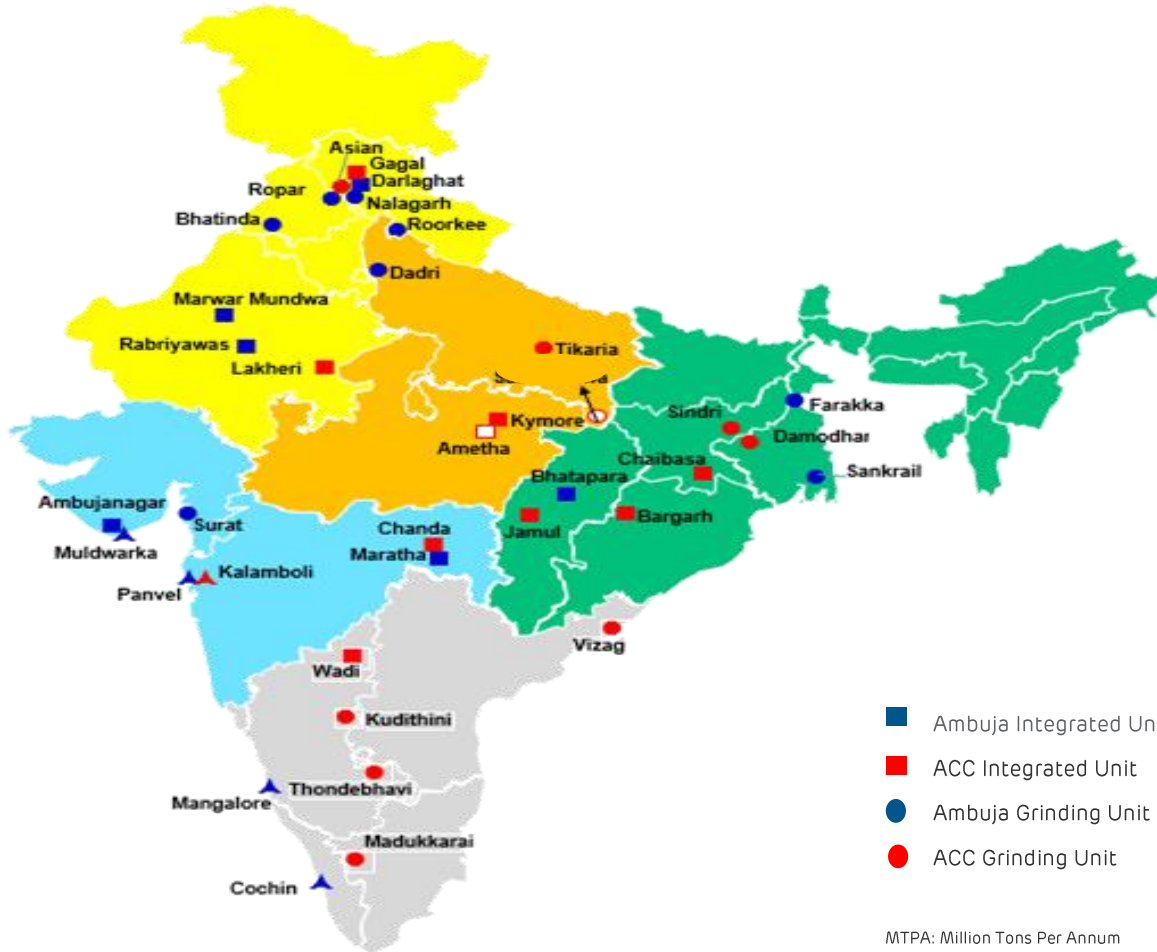 Asian
Gagal
Darlaghat
Ropar
Nalagarh
Bhatinda
Roorkee
Dadri
Marwar Mundwa
Rabriyawas
Lakheri
Tikaria
Kymore
Ametha
Sindri
Farakka
Damodhar
Chaibasa
Bhatapara
Sankrail
Ambujanagar
Surat
Jamul
Bargarh
Muldwarka
Chanda
Maratha
Kalamboli
Panvel
Vizag
Wadi
Kudithini
Thondebhavi
Mangalore
Madukkarai
Cochin
Ambuja Integrated Un
ACC Integrated Unit
Ambuja Grinding Unit
ACC Grinding Unit
MTPA: Million Tons Per Annum